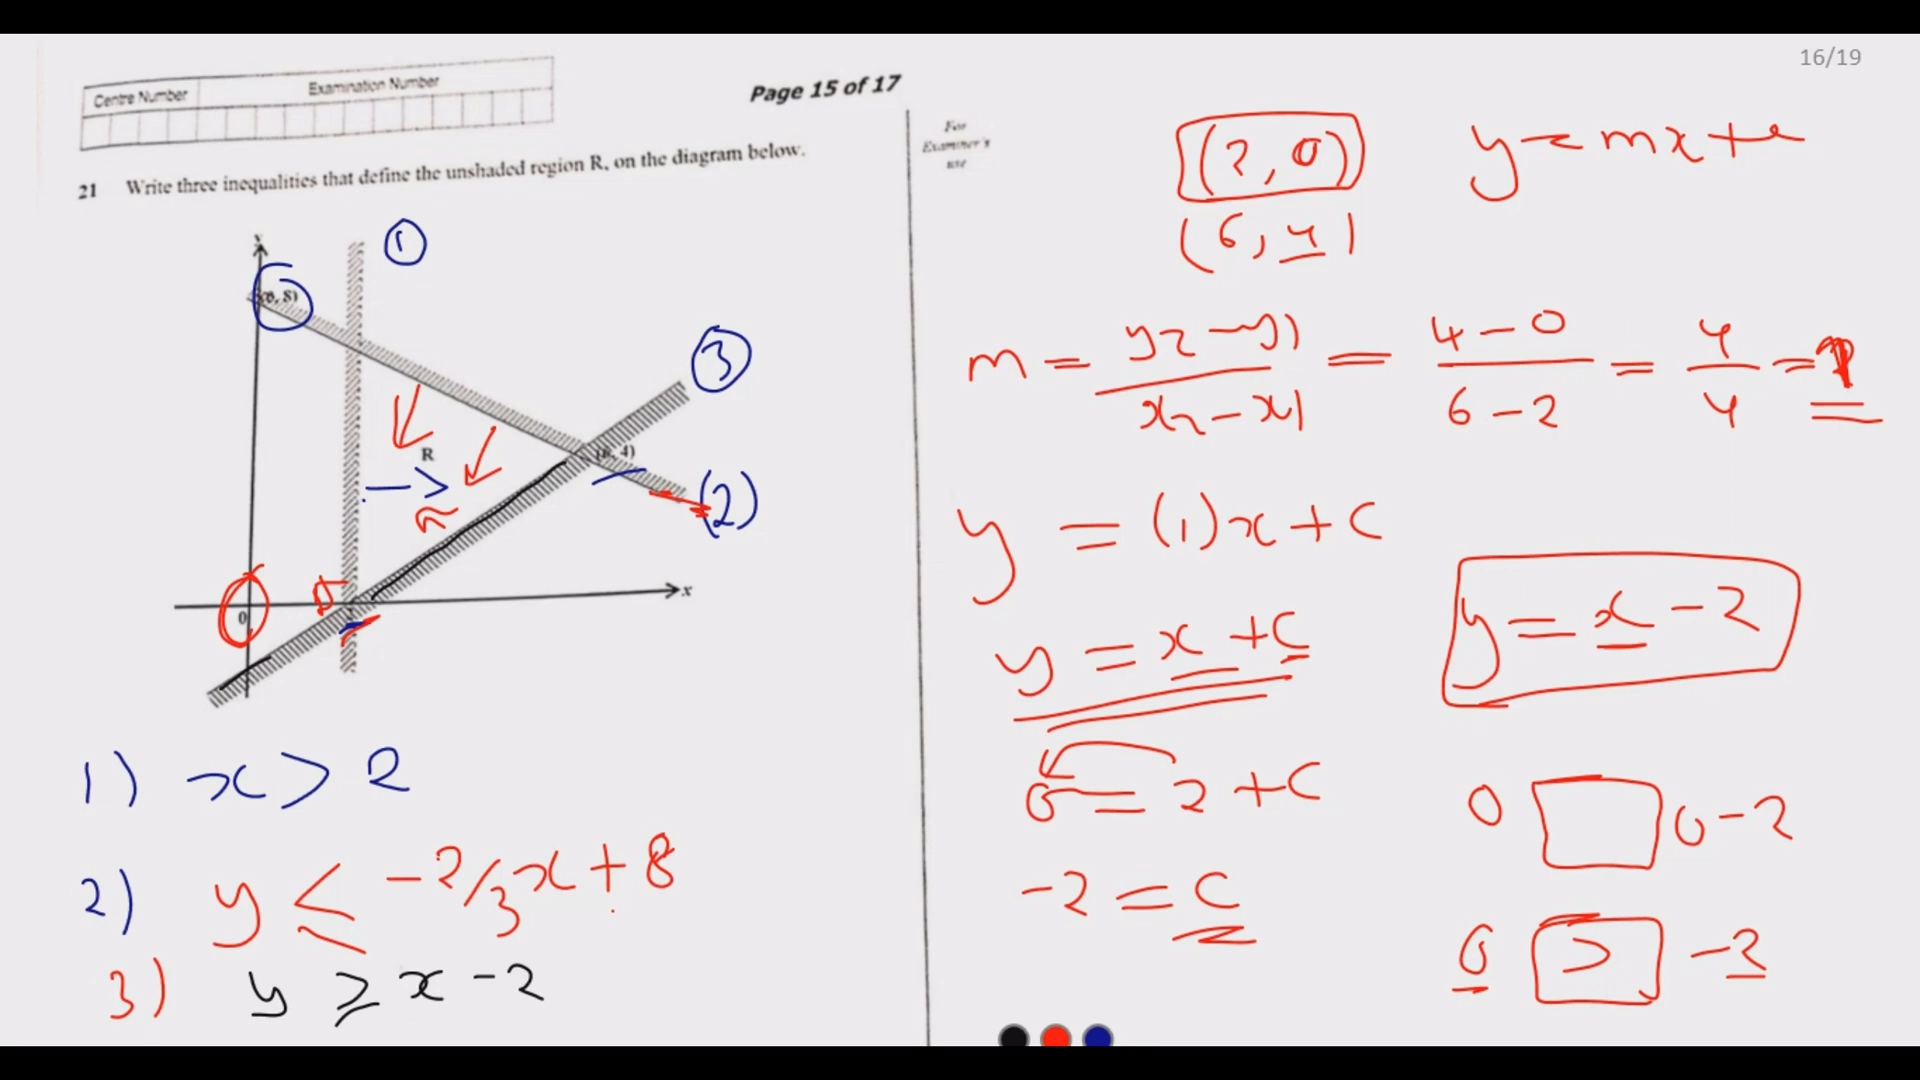 16/19
Centre Number Examination Number
Page 15 of 17
For
Examiner's
use
21 Write three inequalities that define the unshaded region R, on the diagram below.
y
(0, 8)
①
③
R
(6, 4)
(2)
0
x
1) x > 2
2) y ≤ -2/3x + 8
3) y ≥ x - 2
(2, 0)
(6, 4)
y = mx + c
m = y2 - y1 / x2 - x1 = 4 - 0 / 6 - 2 = 4/4 = 1
y = (1)x + c
y = x + c
0 = 2 + c
-2 = c
y = x - 2
0 □ 0 - 2
0 > -2